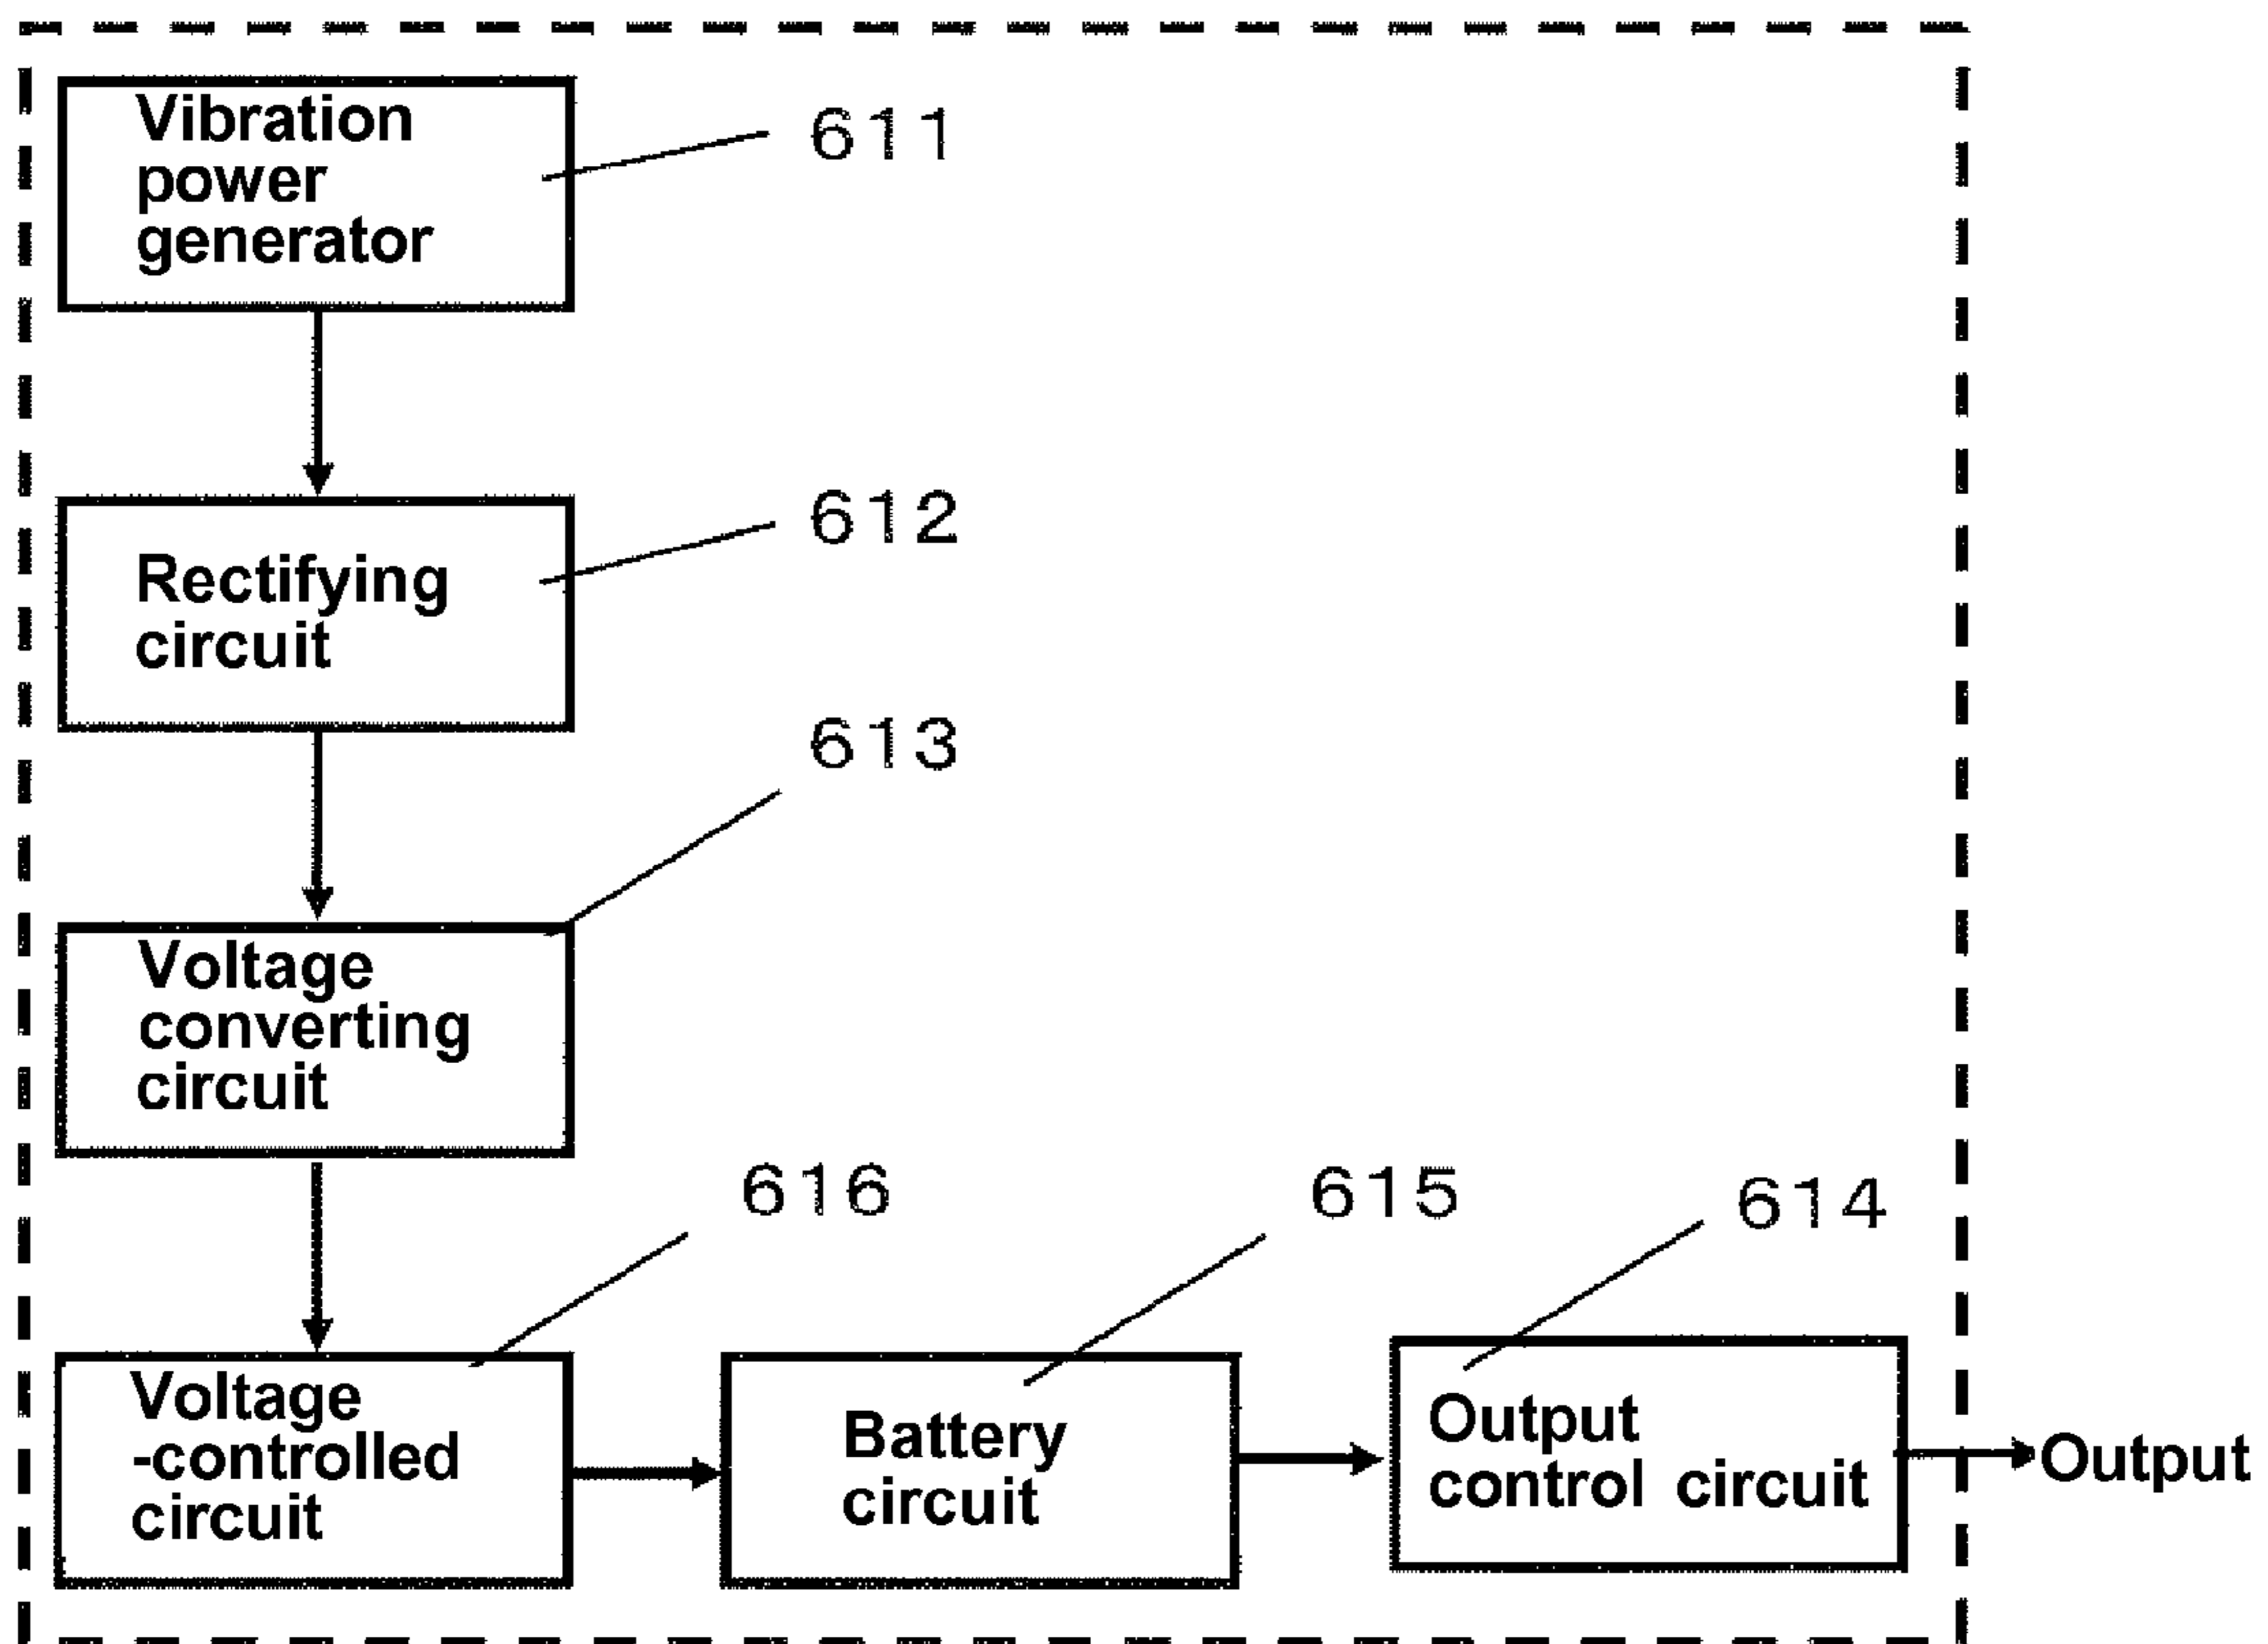 Vibration
power
generator
611
Rectifying
circuit
612
613
Voltage
converting
circuit
616
615
614
Voltage
-controlled
circuit
Battery
circuit
Output
control circuit
Output